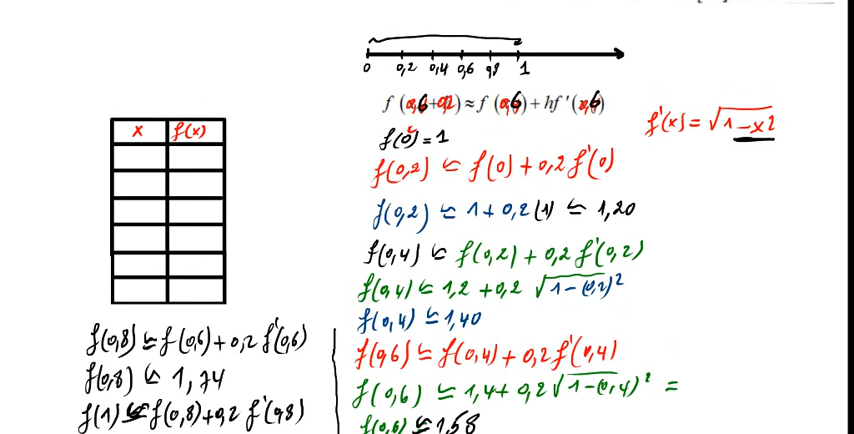 0 0,2 0,4 0,6 0,8 1
f (0,6+0,2) ≈ f (0,6) + hf '(0,6)
f'(x) = √1-x2
f(0) = 1
x f(x)
f(0,2) ≃ f(0) + 0,2 f'(0)
f(0,2) ≃ 1 + 0,2 (1) ≃ 1,20
f(0,4) ≃ f(0,2) + 0,2 f'(0,2)
f(0,4) ≃ 1,2 + 0,2 √1-(0,2)²
f(0,4) ≃ 1,40
f(0,6) ≃ f(0,4) + 0,2 f'(0,4)
f(0,6) ≃ 1,4 + 0,2 √1-(0,4)² =
f(0,6) ≃ 1,58
f(0,8) ≃ f(0,6) + 0,2 f'(0,6)
f(0,8) ≃ 1,74
f(1) ≃ f(0,8) + 0,2 f'(0,8)